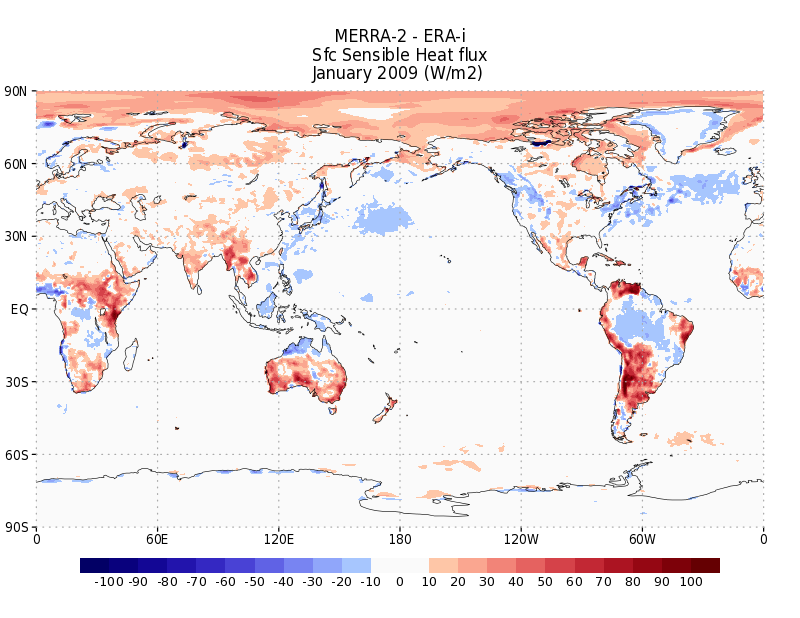 MERRA-2 - ERA-i
Sfc Sensible Heat flux
January 2009 (W/m2)
90N
60N
30N
EQ
30S
60S
90S
0 60E 120E 180 120W 60W 0
-100 -90 -80 -70 -60 -50 -40 -30 -20 -10 0 10 20 30 40 50 60 70 80 90 100